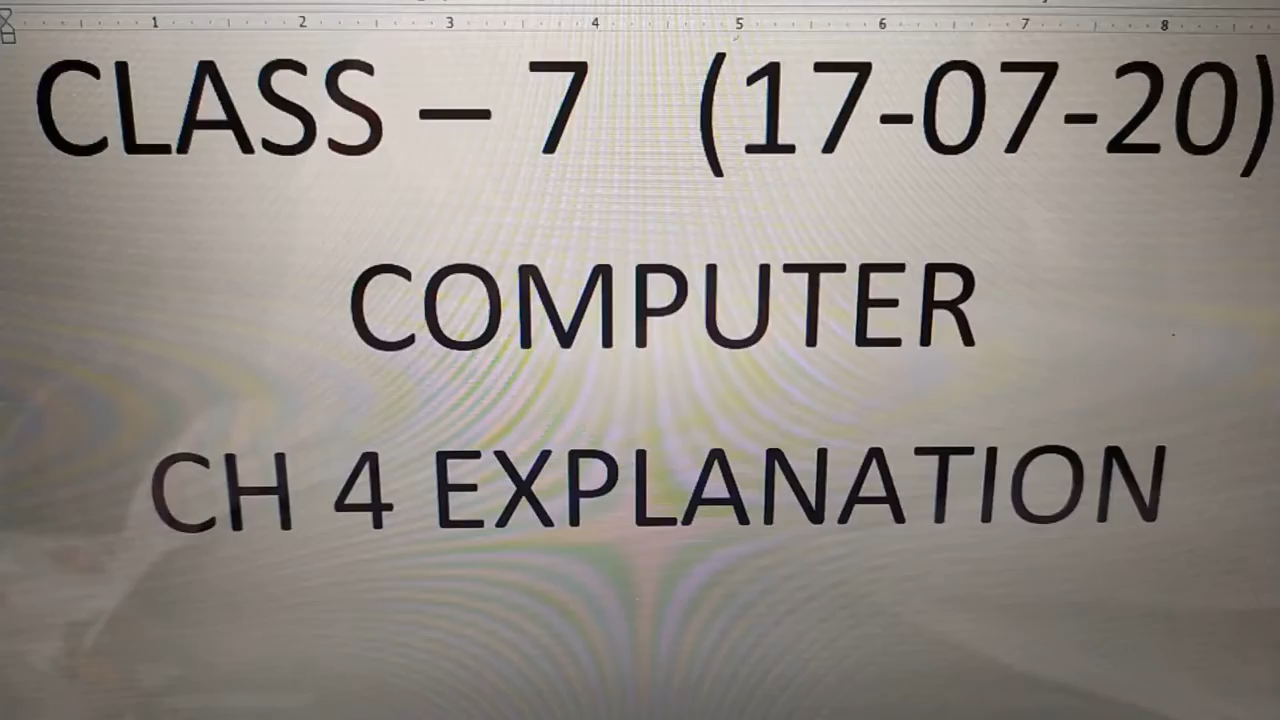 1 2 3 4 5 6 7 8
CLASS – 7 (17-07-20)
COMPUTER
CH 4 EXPLANATION